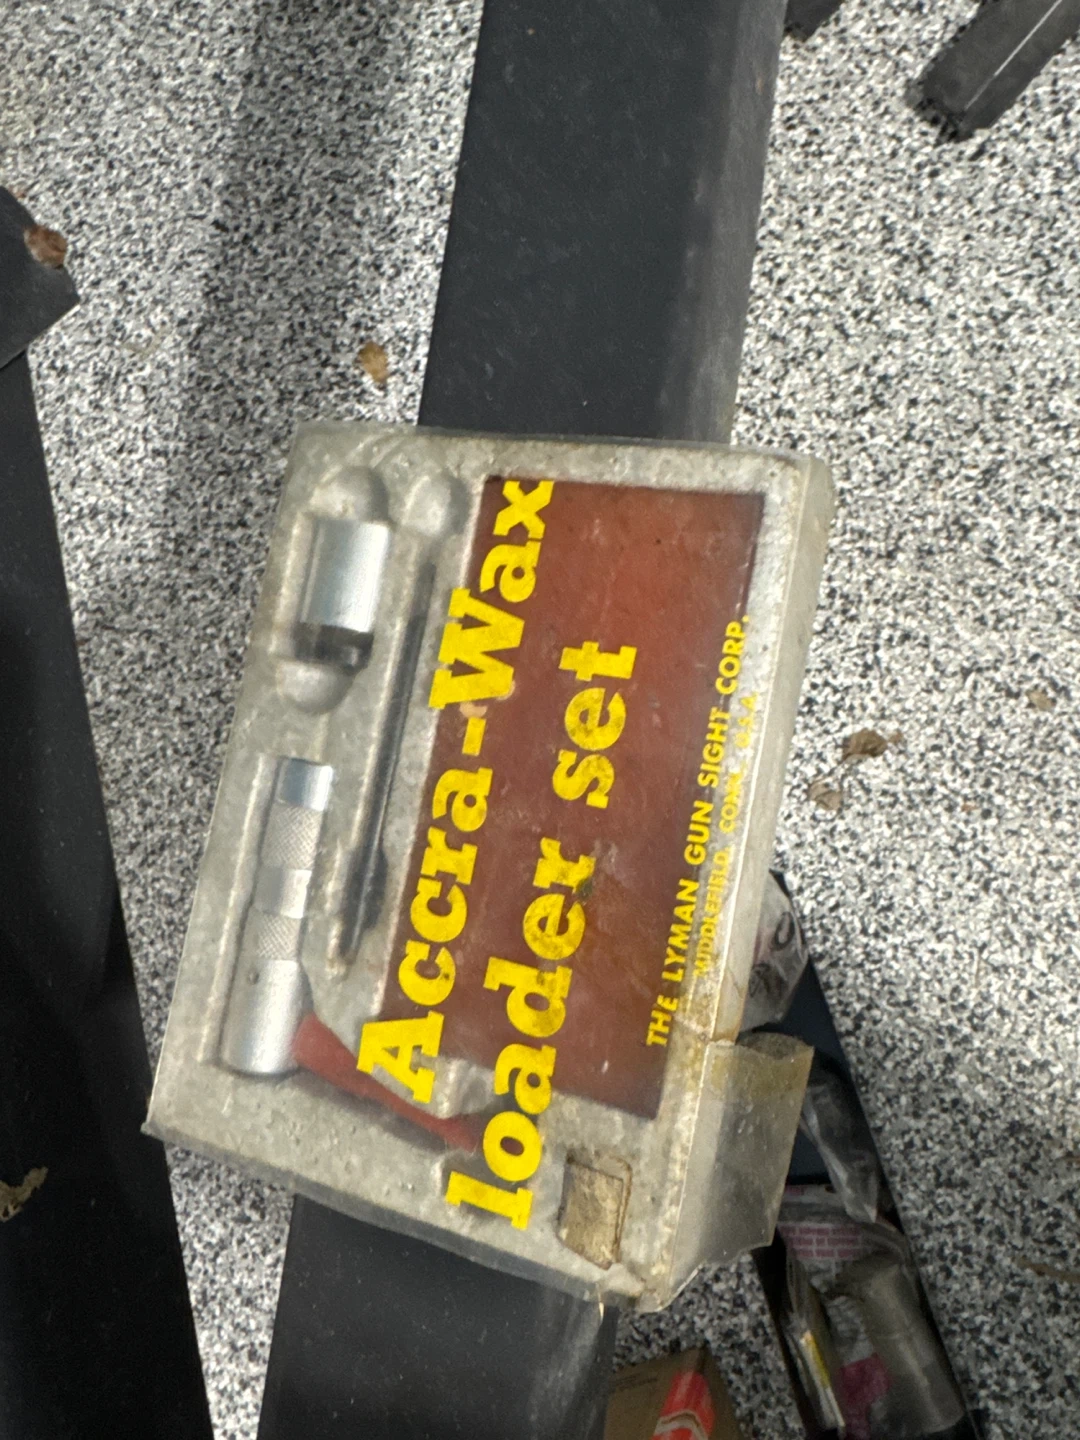 Accra-Wax
loader set
THE LYMAN GUN SIGHT CORP.
MIDDLEFIELD, CONN., U.S.A.